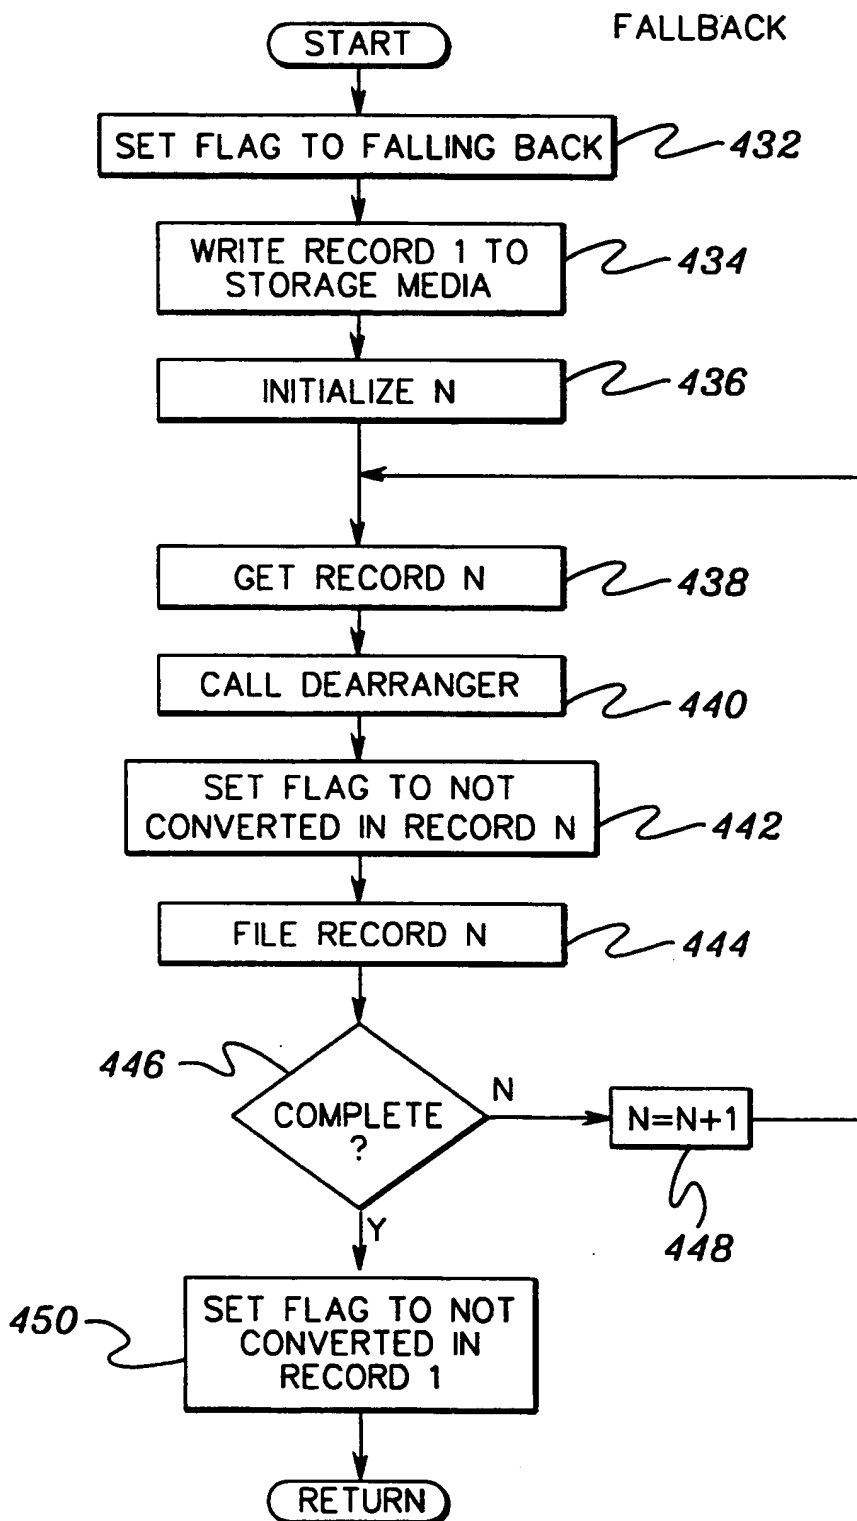 FALLBACK
START
SET FLAG TO FALLING BACK
432
WRITE RECORD 1 TO
STORAGE MEDIA
434
INITIALIZE N
436
GET RECORD N
438
CALL DEARRANGER
440
SET FLAG TO NOT
CONVERTED IN RECORD N
442
FILE RECORD N
444
446
COMPLETE
?
N
N=N+1
448
Y
450
SET FLAG TO NOT
CONVERTED IN
RECORD 1
RETURN